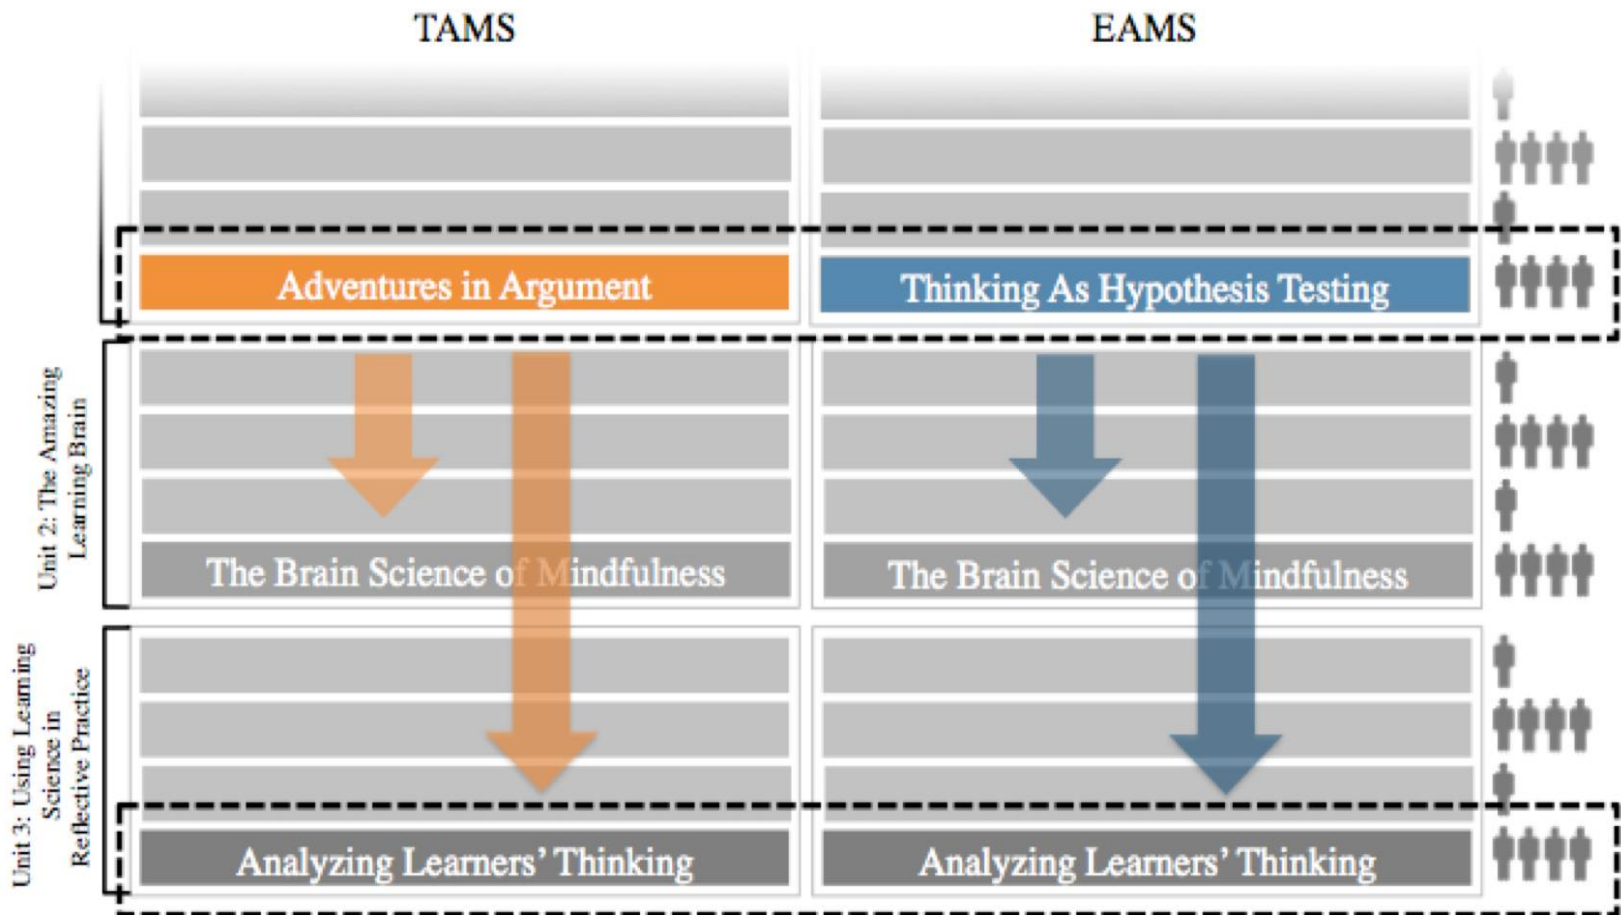 TAMS
EAMS
Adventures in Argument
Thinking As Hypothesis Testing
Unit 2: The Amazing
Learning Brain
The Brain Science of Mindfulness
The Brain Science of Mindfulness
Unit 3: Using Learning
Science in
Reflective Practice
Analyzing Learners’ Thinking
Analyzing Learners’ Thinking